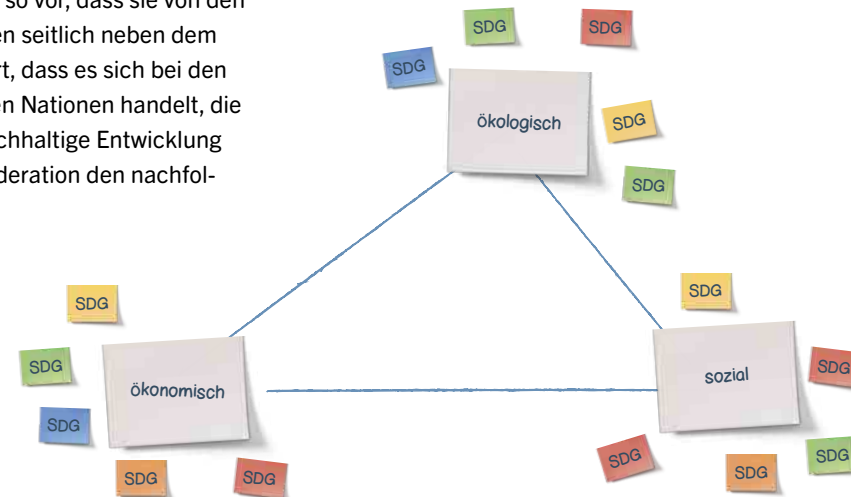 so vor, dass sie von den
en seitlich neben dem
rt, dass es sich bei den
en Nationen handelt, die
chhaltige Entwicklung
deration den nachfol-
SDG
SDG
SDG
ökologisch
SDG
SDG
SDG
SDG
SDG
ökonomisch
SDG
SDG
SDG
SDG
sozial
SDG
SDG
SDG
SDG